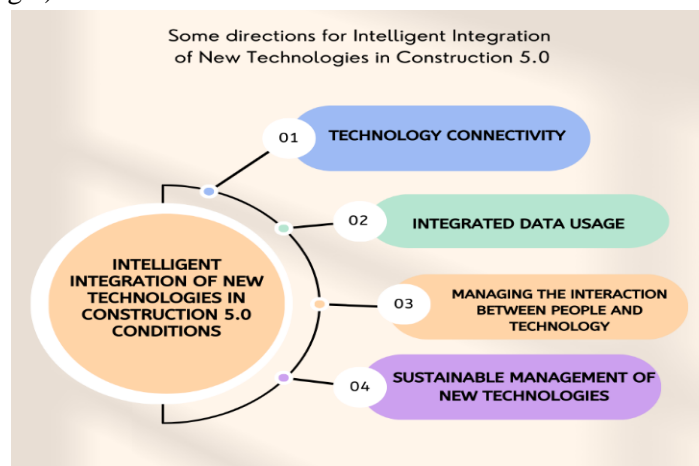 Some directions for Intelligent Integration
of New Technologies in Construction 5.0
01
TECHNOLOGY CONNECTIVITY
02
INTEGRATED DATA USAGE
INTELLIGENT
INTEGRATION OF NEW
TECHNOLOGIES IN
CONSTRUCTION 5.0
CONDITIONS
03
MANAGING THE INTERACTION
BETWEEN PEOPLE AND
TECHNOLOGY
04
SUSTAINABLE MANAGEMENT OF
NEW TECHNOLOGIES